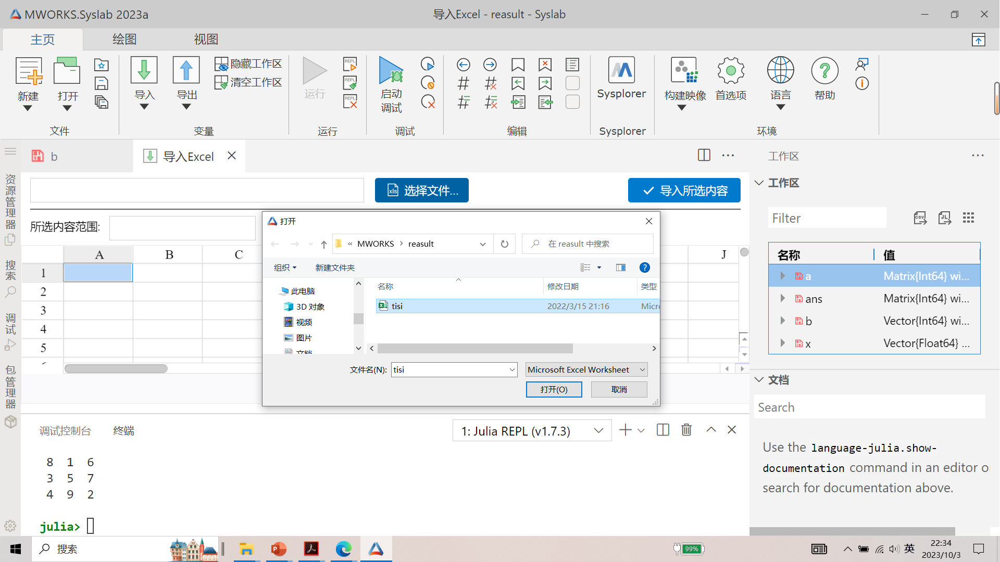 MWORKS.Syslab 2023a
导入Excel - reasult - Syslab
主页
绘图
视图
新建
打开
文件
导入
导出
隐藏工作区
清空工作区
变量
运行
REPL
REPL
REPL
运行
启动
调试
调试
编辑
Sysplorer
Sysplorer
构建映像
首选项
语言
帮助
环境
资源管理器
搜索
调试
包管理器
b
导入Excel
xls 选择文件...
导入所选内容
所选内容范围:
A B C J
1
2
3
4
5
打开
« MWORKS > reasult
在 reasult 中搜索
组织
新建文件夹
此电脑
3D 对象
视频
图片
文档
名称 修改日期 类型
tisi 2022/3/15 21:16 Micro
文件名(N): tisi
Microsoft Excel Worksheet
打开(O)
取消
工作区
工作区
Filter
CSV
JL
名称 值
a Matrix{Int64} wi...
ans Matrix{Int64} wi...
b Vector{Int64} wi...
x Vector{Float64} ...
文档
Search
Use the language-julia.show-
documentation command in an editor or
search for documentation above.
调试控制台
终端
1: Julia REPL (v1.7.3)
8 1 6
3 5 7
4 9 2
julia>
搜索
99%
英
22:34
2023/10/3